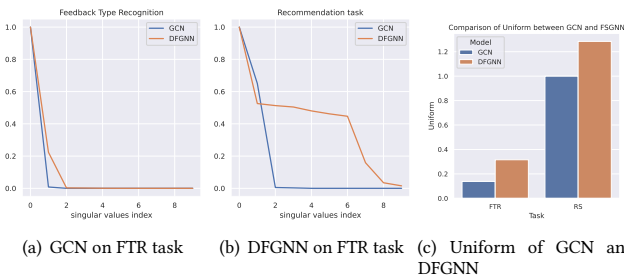 Feedback Type Recognition
GCN
DFGNN
1.0
0.8
0.6
0.4
0.2
0.0
0
2
4
6
8
singular values index
Recommendation task
GCN
DFGNN
1.0
0.8
0.6
0.4
0.2
0.0
0
2
4
6
8
singular values index
Comparison of Uniform between GCN and FSGNN
Model
GCN
DFGNN
Uniform
1.2
1.0
0.8
0.6
0.4
0.2
0.0
FTR
RS
Task
(a) GCN on FTR task
(b) DFGNN on FTR task
(c) Uniform of GCN an
DFGNN